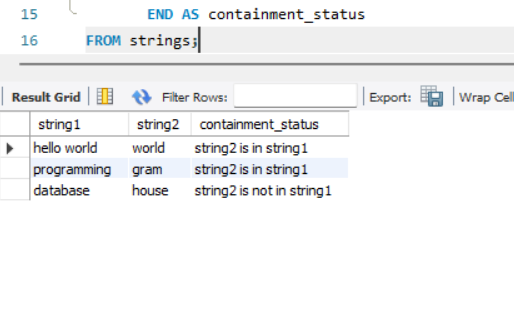 15 END AS containment_status
16 FROM strings;
Result Grid Filter Rows: Export: Wrap Cell
string1 string2 containment_status
hello world world string2 is in string1
programming gram string2 is in string1
database house string2 is not in string1